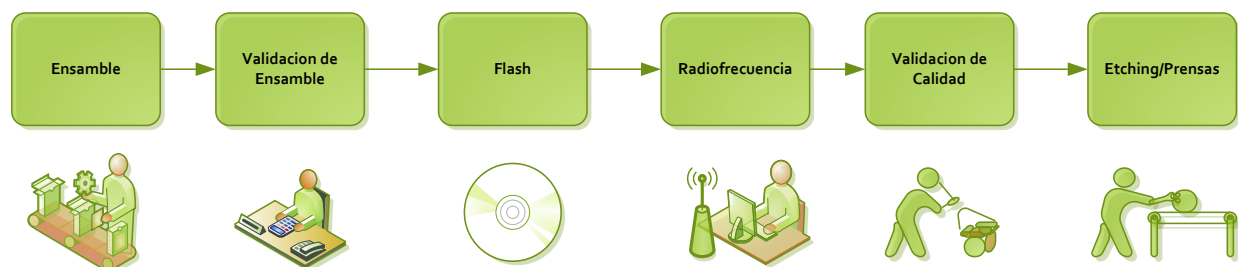 Ensamble
Validacion de
Ensamble
Flash
Radiofrecuencia
Validacion de
Calidad
Etching/Prensas